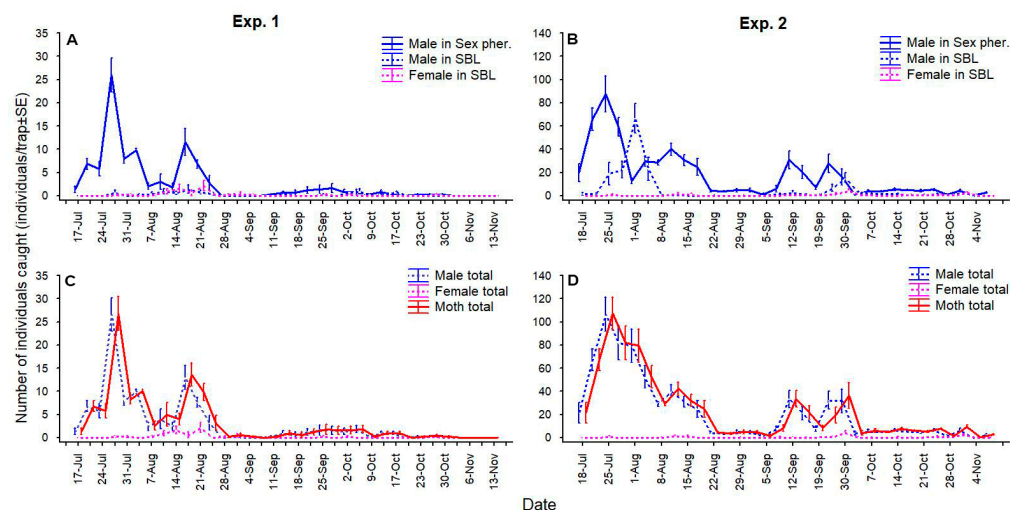 Exp. 1
Exp. 2
A
Male in Sex pher.
Male in SBL
Female in SBL
35
30
25
20
15
10
5
0
17-Jul
24-Jul
31-Jul
7-Aug
14-Aug
21-Aug
28-Aug
4-Sep
11-Sep
18-Sep
25-Sep
2-Oct
9-Oct
17-Oct
23-Oct
30-Oct
6-Nov
13-Nov
B
Male in Sex pher.
Male in SBL
Female in SBL
140
120
100
80
60
40
20
0
18-Jul
25-Jul
1-Aug
8-Aug
15-Aug
22-Aug
29-Aug
5-Sep
12-Sep
19-Sep
30-Sep
7-Oct
14-Oct
21-Oct
28-Oct
4-Nov
Number of individuals caught (individuals/trap±SE)
C
Male total
Female total
Moth total
35
30
25
20
15
10
5
0
17-Jul
24-Jul
31-Jul
7-Aug
14-Aug
21-Aug
28-Aug
4-Sep
11-Sep
18-Sep
25-Sep
2-Oct
9-Oct
17-Oct
23-Oct
30-Oct
6-Nov
13-Nov
D
Male total
Female total
Moth total
140
120
100
80
60
40
20
0
18-Jul
25-Jul
1-Aug
8-Aug
15-Aug
22-Aug
29-Aug
5-Sep
12-Sep
19-Sep
30-Sep
7-Oct
14-Oct
21-Oct
28-Oct
4-Nov
Date